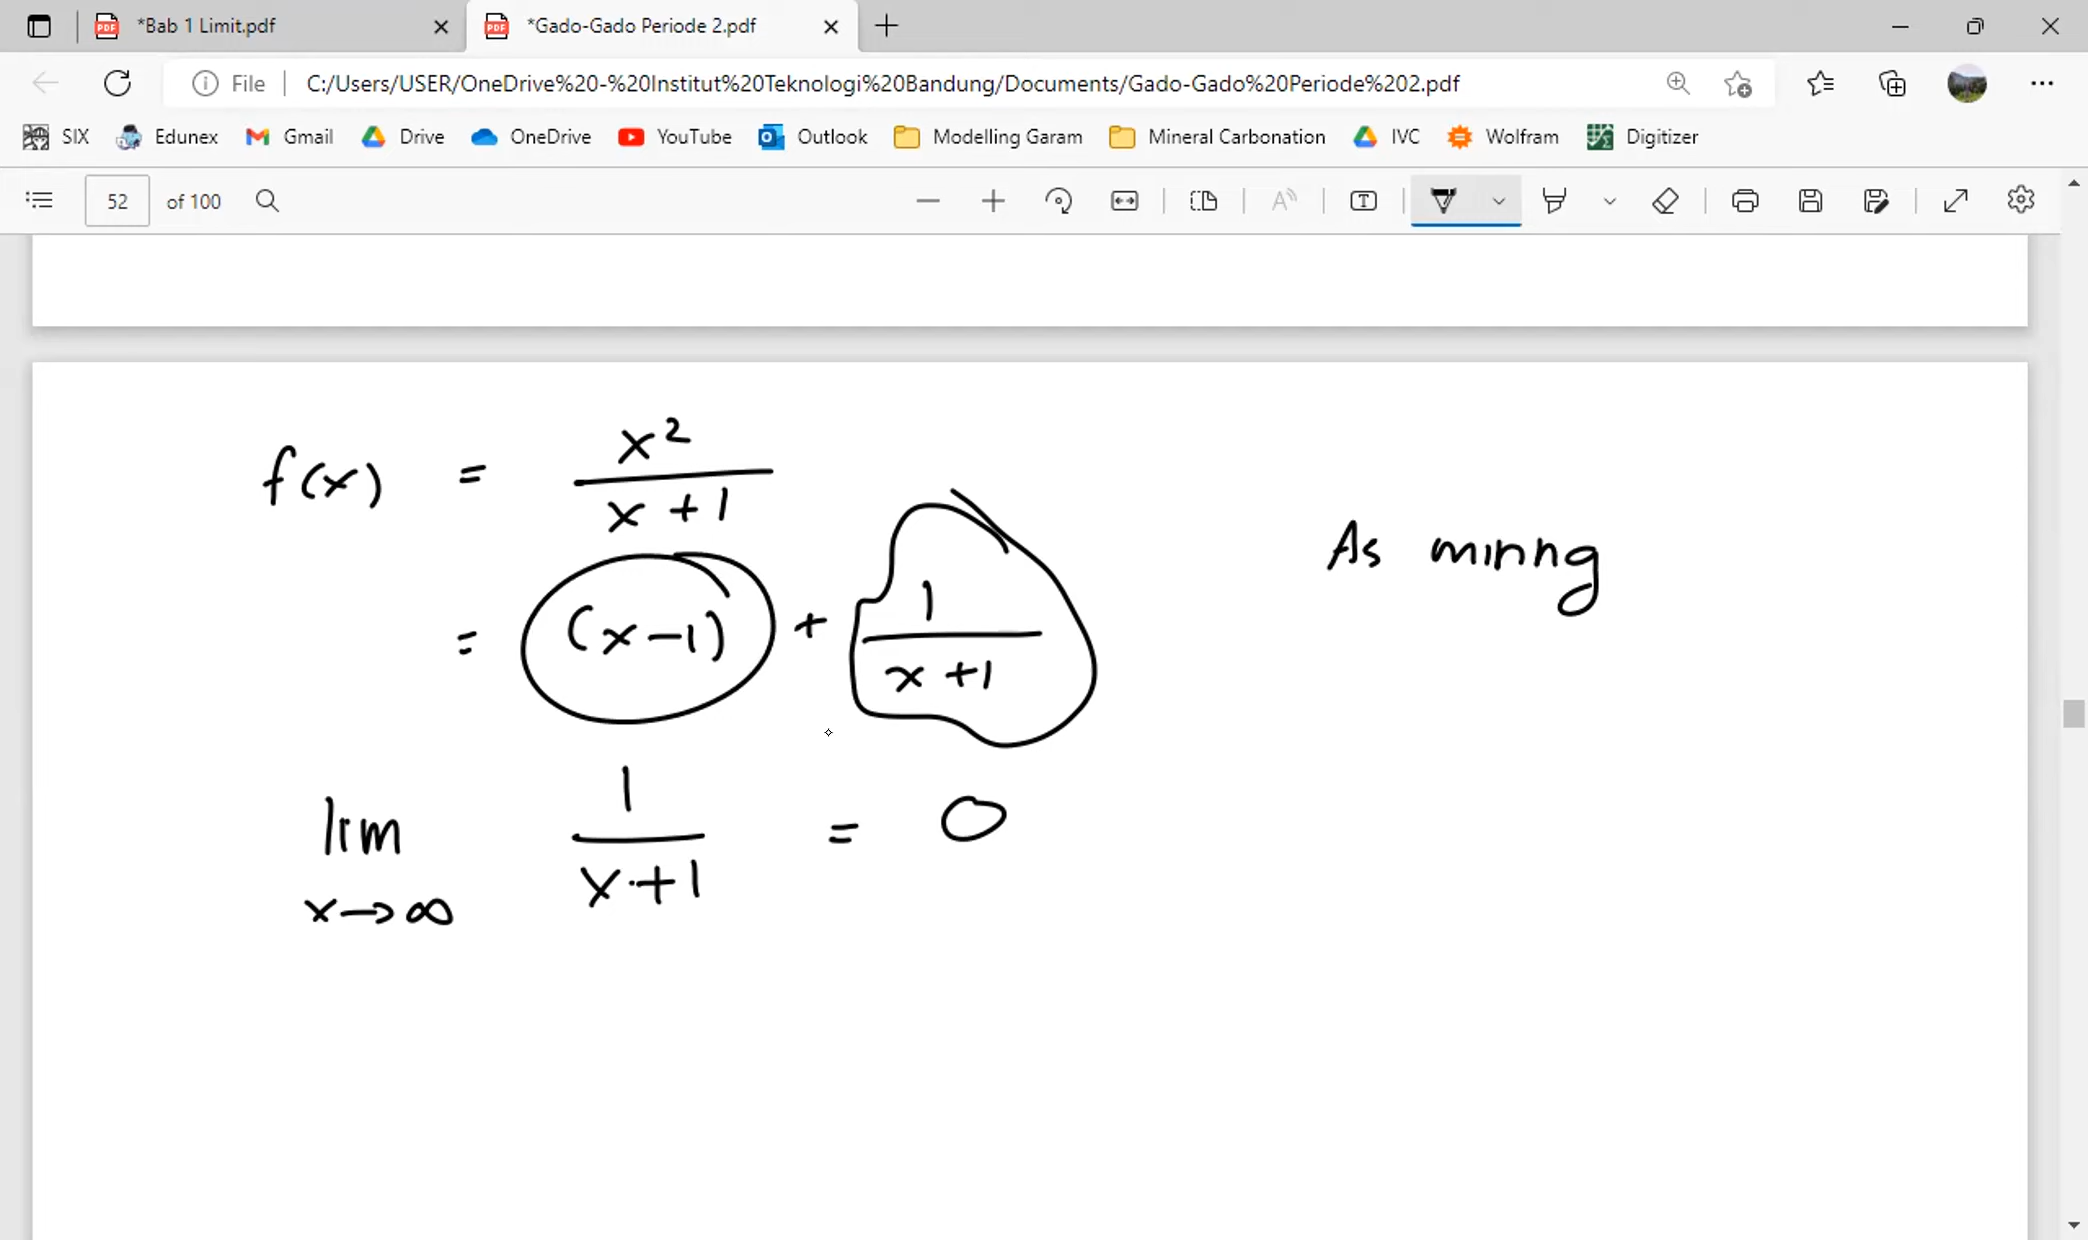 *Bab 1 Limit.pdf
*Gado-Gado Periode 2.pdf
File C:/Users/USER/OneDrive%20-%20Institut%20Teknologi%20Bandung/Documents/Gado-Gado%20Periode%202.pdf
SIX Edunex Gmail Drive OneDrive YouTube Outlook Modelling Garam Mineral Carbonation IVC Wolfram Digitizer
52 of 100
f(x) = x² / (x + 1)
= (x-1) + 1 / (x+1)
As miring
lim x→∞ 1 / (x+1) = 0